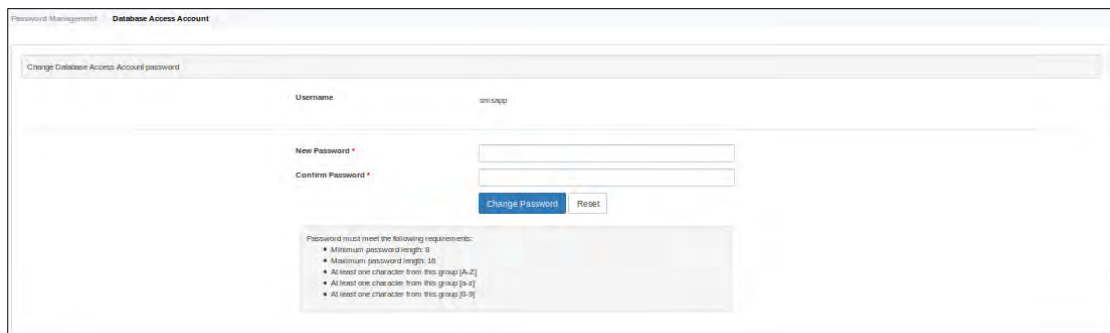 Password Management Database Access Account
Change Database Access Account password
Username smsapp
New Password *
Confirm Password *
Change Password Reset
Password must meet the following requirements:
• Minimum password length: 8
• Maximum password length: 16
• At least one character from this group [A-Z]
• At least one character from this group [a-z]
• At least one character from this group [0-9]